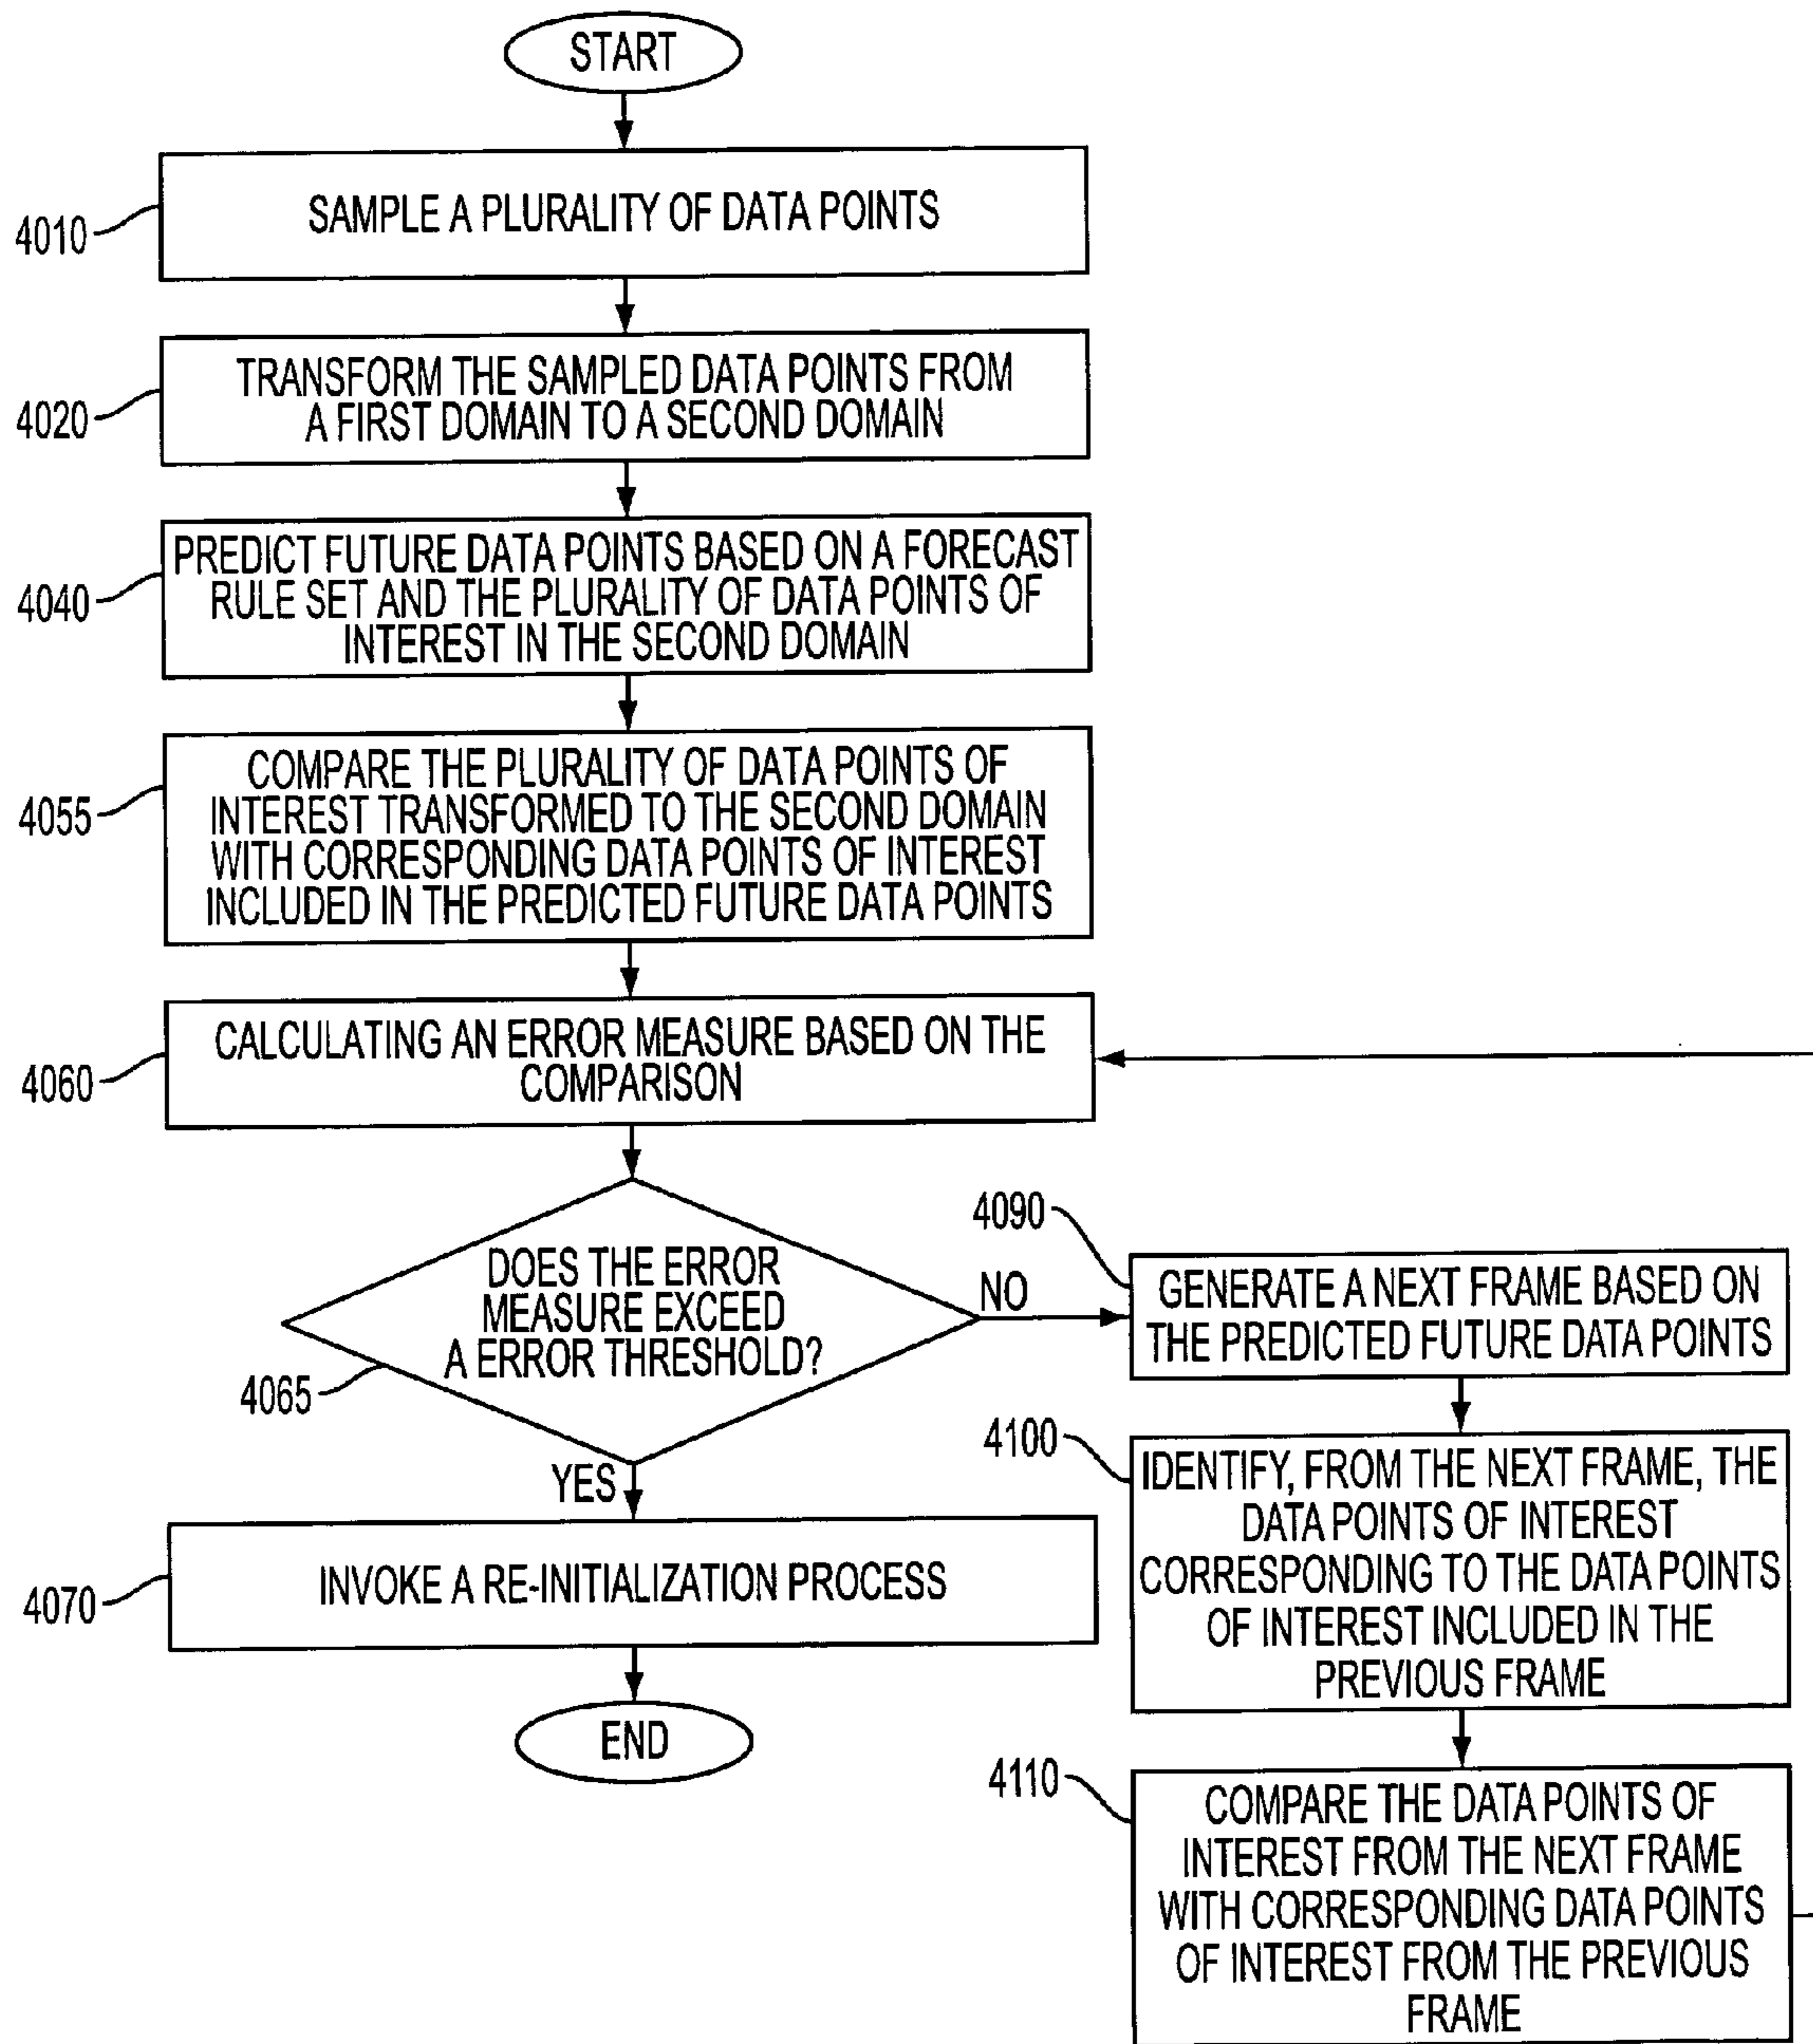 START
4010
SAMPLE A PLURALITY OF DATA POINTS
4020
TRANSFORM THE SAMPLED DATA POINTS FROM
A FIRST DOMAIN TO A SECOND DOMAIN
4040
PREDICT FUTURE DATA POINTS BASED ON A FORECAST
RULE SET AND THE PLURALITY OF DATA POINTS OF
INTEREST IN THE SECOND DOMAIN
4055
COMPARE THE PLURALITY OF DATA POINTS OF
INTEREST TRANSFORMED TO THE SECOND DOMAIN
WITH CORRESPONDING DATA POINTS OF INTEREST
INCLUDED IN THE PREDICTED FUTURE DATA POINTS
4060
CALCULATING AN ERROR MEASURE BASED ON THE
COMPARISON
4065
DOES THE ERROR
MEASURE EXCEED
A ERROR THRESHOLD?
NO
YES
4070
INVOKE A RE-INITIALIZATION PROCESS
END
4090
GENERATE A NEXT FRAME BASED ON
THE PREDICTED FUTURE DATA POINTS
4100
IDENTIFY, FROM THE NEXT FRAME, THE
DATA POINTS OF INTEREST
CORRESPONDING TO THE DATA POINTS
OF INTEREST INCLUDED IN THE
PREVIOUS FRAME
4110
COMPARE THE DATA POINTS OF
INTEREST FROM THE NEXT FRAME
WITH CORRESPONDING DATA POINTS
OF INTEREST FROM THE PREVIOUS
FRAME